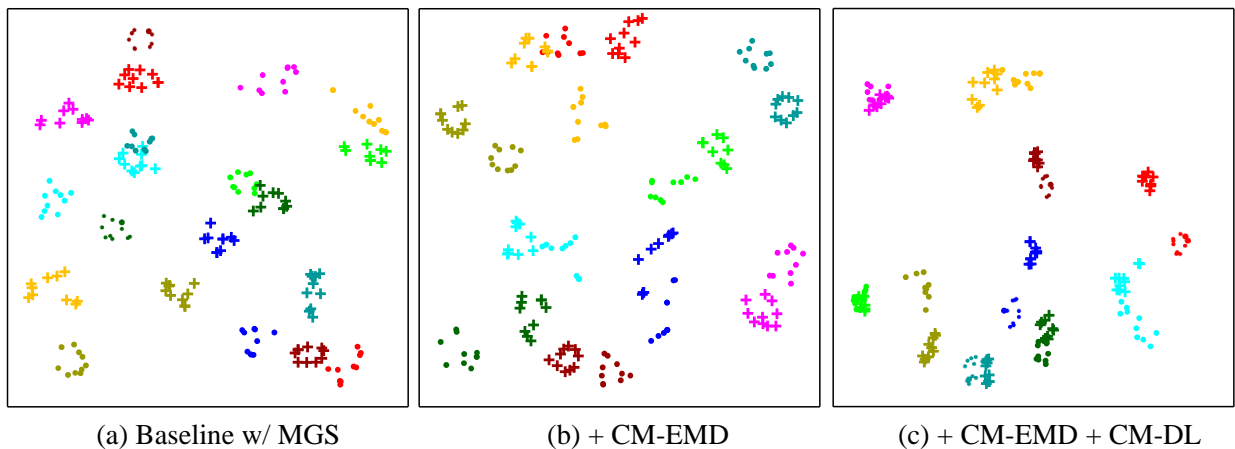 (a) Baseline w/ MGS
(b) + CM-EMD
(c) + CM-EMD + CM-DL